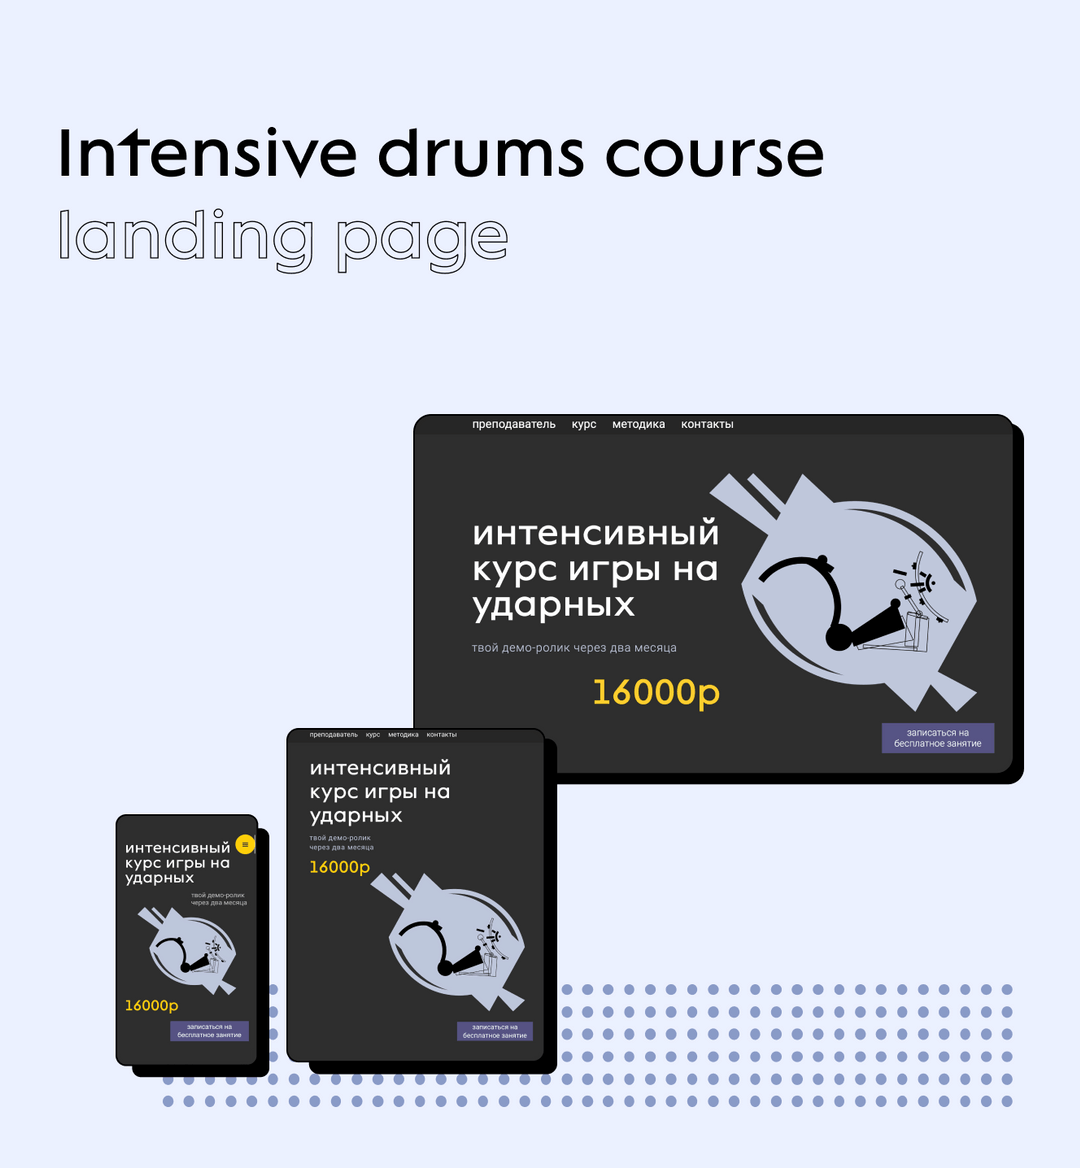 Intensive drums course
landing page
преподаватель курс методика контакты
интенсивный
курс игры на
ударных
твой демо-ролик через два месяца
16000р
записаться на
бесплатное занятие
преподаватель курс методика контакты
интенсивный
курс игры на
ударных
твой демо-ролик
через два месяца
16000р
записаться на
бесплатное занятие
интенсивный
курс игры на
ударных
твой демо-ролик
через два месяца
16000р
записаться на
бесплатное занятие